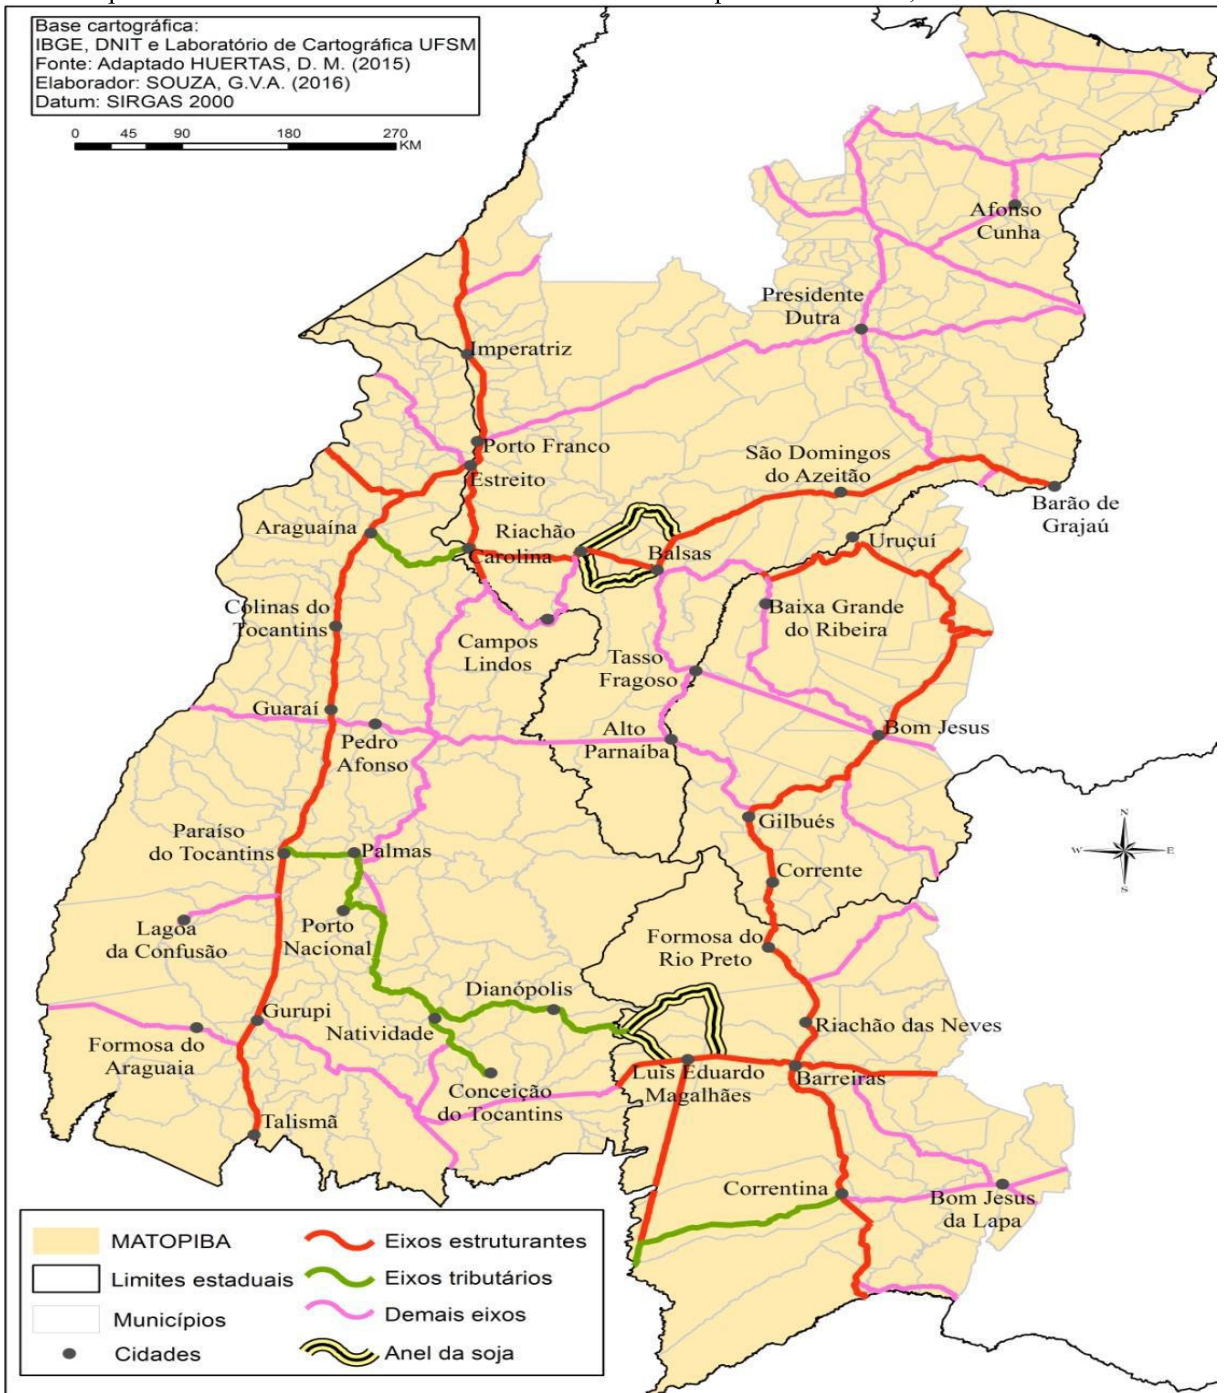 Base cartográfica:
IBGE, DNIT e Laboratório de Cartográfica UFSM
Fonte: Adaptado HUERTAS, D. M. (2015)
Elaborador: SOUZA, G.V.A. (2016)
Datum: SIRGAS 2000
0 45 90 180 270
KM
Afonso
Cunha
Presidente
Dutra
Imperatriz
Porto Franco
Estreito
São Domingos
do Azeitão
Barão de
Grajaú
Araguaína
Riachão
Carolina
Balsas
Uruçuí
Colinas do
Tocantins
Campos
Lindos
Baixa Grande
do Ribeira
Tasso
Fragoso
Guaraí
Pedro
Afonso
Alto
Parnaíba
Bom Jesus
Gilbués
Paraíso
do Tocantins
Palmas
Corrente
Lagoa
da Confusão
Porto
Nacional
Formosa do
Rio Preto
N
W
E
S
Dianópolis
Gurupi
Natividade
Riachão das Neves
Formosa do
Araguaia
Conceição
do Tocantins
Luís Eduardo
Magalhães
Barreiras
Talismã
Correntina
Bom Jesus
da Lapa
MATOPIBA
Limites estaduais
Municípios
Cidades
Eixos estruturantes
Eixos tributários
Demais eixos
Anel da soja